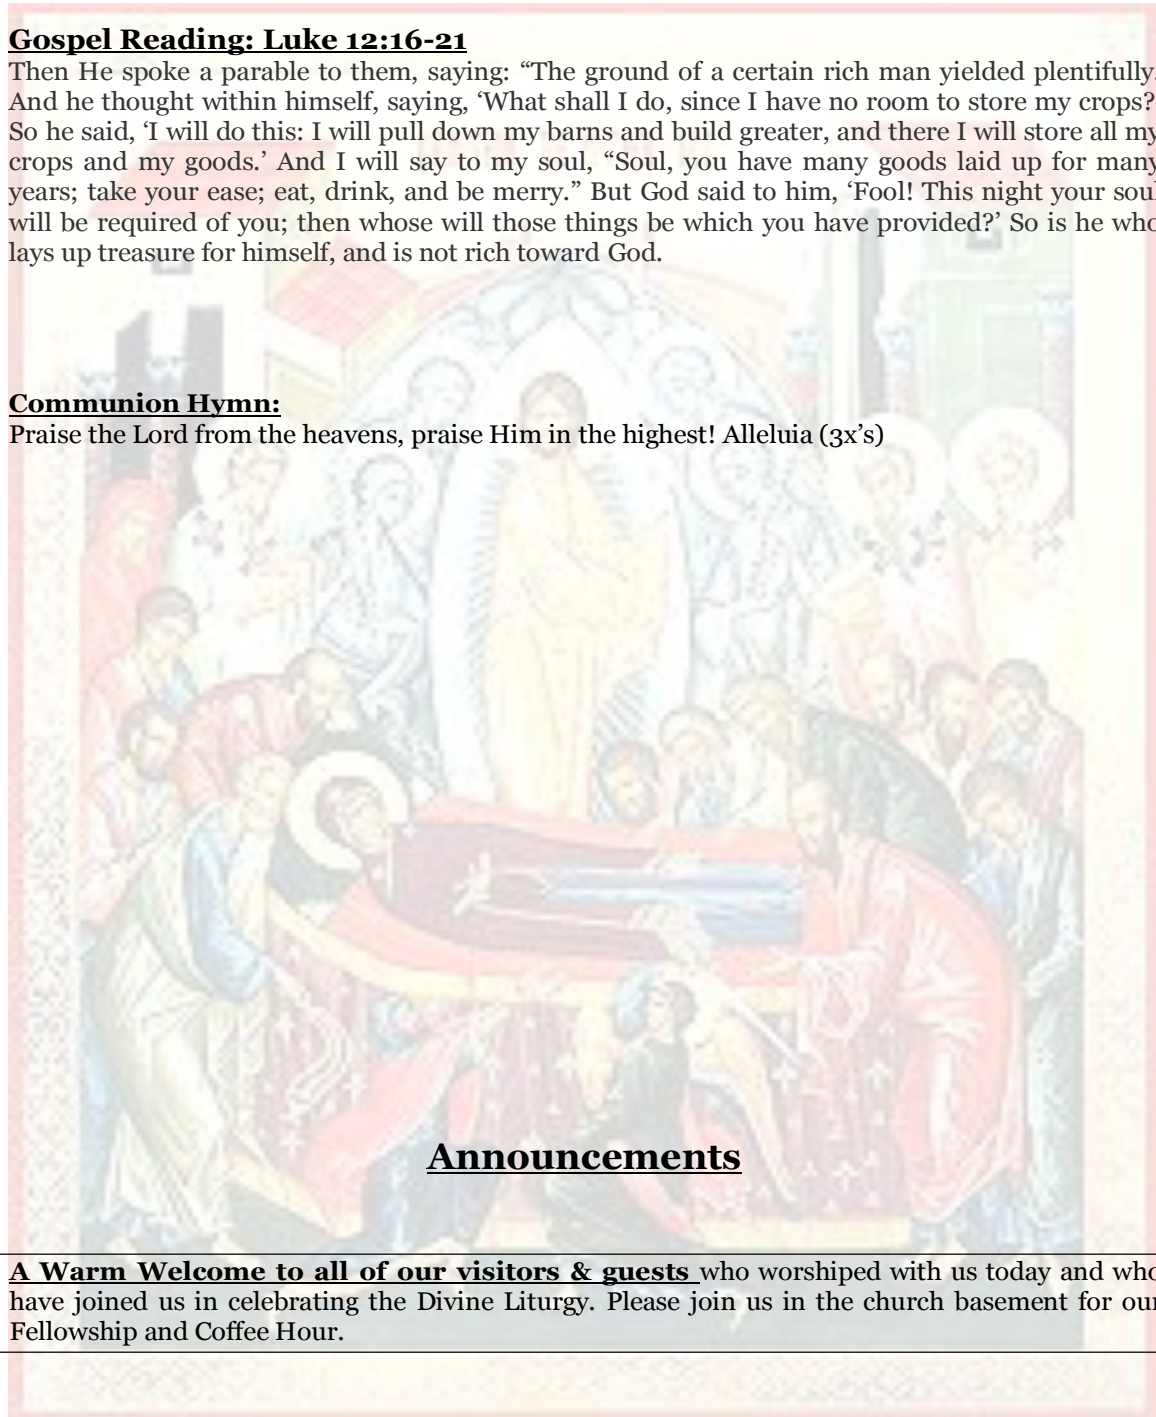 Gospel Reading: Luke 12:16-21
Then He spoke a parable to them, saying: “The ground of a certain rich man yielded plentifully.
And he thought within himself, saying, ‘What shall I do, since I have no room to store my crops?
So he said, ‘I will do this: I will pull down my barns and build greater, and there I will store all my
crops and my goods.’ And I will say to my soul, “Soul, you have many goods laid up for many
years; take your ease; eat, drink, and be merry.” But God said to him, ‘Fool! This night your soul
will be required of you; then whose will those things be which you have provided?’ So is he who
lays up treasure for himself, and is not rich toward God.
Communion Hymn:
Praise the Lord from the heavens, praise Him in the highest! Alleluia (3x’s)
Announcements
A Warm Welcome to all of our visitors & guests who worshiped with us today and who
have joined us in celebrating the Divine Liturgy. Please join us in the church basement for our
Fellowship and Coffee Hour.